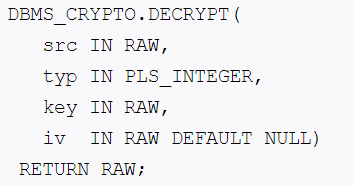 DBMS_CRYPTO.DECRYPT(
   src IN RAW,
   typ IN PLS_INTEGER,
   key IN RAW,
   iv  IN RAW DEFAULT NULL)
 RETURN RAW;